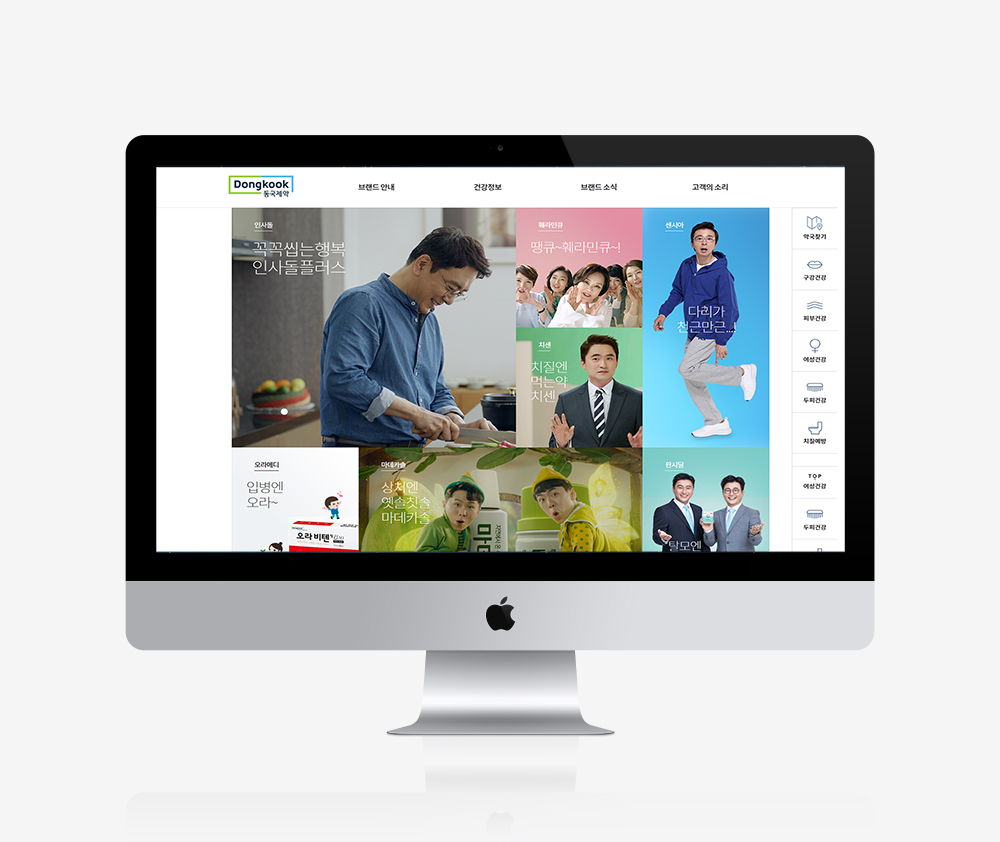 Dongkook
동국제약
브랜드 안내
건강정보
브랜드 소식
고객의 소리
인사돌
꼭꼭씹는행복
인사돌플러스
훼라민큐
땡큐~훼라민큐~!
치센
치질엔
먹는약
치센
센시아
다리가
천근만근...!
오라메디
입병엔
오라~
오라비텐
마데카솔
상처엔
옛솔칫솔
마데카솔
마데
판시딜
탈모엔
약국찾기
구강건강
피부건강
여성건강
두피건강
치질예방
TOP
여성건강
두피건강